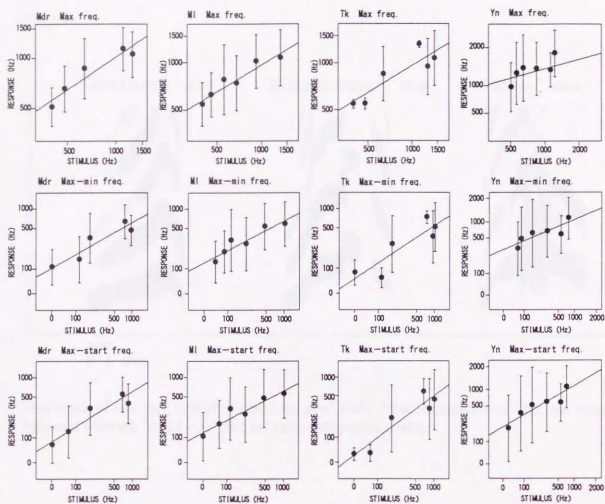 Mdr Max freq.
RESPONSE (Hz)
1500
1000
500
500 1000 1500
STIMULUS (Hz)
Ml Max freq.
RESPONSE (Hz)
1000
500
500 1000 1400
STIMULUS (Hz)
Tk Max freq.
RESPONSE (Hz)
1500
1000
500
500 1000 1500
STIMULUS (Hz)
Yn Max freq.
RESPONSE (Hz)
2000
1000
500
500 1000 2000
STIMULUS (Hz)
Mdr Max-min freq.
RESPONSE (Hz)
1000
500
100
0
0 100 500 1000
STIMULUS (Hz)
Ml Max-min freq.
RESPONSE (Hz)
1000
500
100
0
0 100 500 1000
STIMULUS (Hz)
Tk Max-min freq.
RESPONSE (Hz)
1000
500
100
0
0 100 500 1000
STIMULUS (Hz)
Yn Max-min freq.
RESPONSE (Hz)
2000
1000
500
100
0
0 100 500 1000 2000
STIMULUS (Hz)
Mdr Max-start freq.
RESPONSE (Hz)
1000
500
100
0
0 100 500 1000
STIMULUS (Hz)
Ml Max-start freq.
RESPONSE (Hz)
1000
500
100
0
0 100 500 1000
STIMULUS (Hz)
Tk Max-start freq.
RESPONSE (Hz)
1000
500
100
0
0 100 500 1000
STIMULUS (Hz)
Yn Max-start freq.
RESPONSE (Hz)
2000
1000
500
100
0
0 100 500 1000 2000
STIMULUS (Hz)